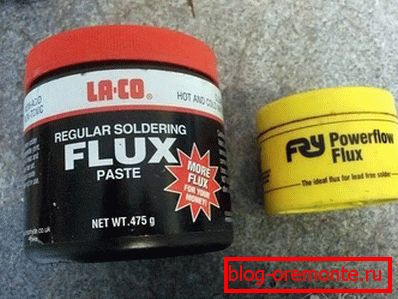 LA-CO®
HOT AND
REGULAR SOLDERING
FLUX
PASTE
MORE
FLUX
FOR YOUR
MONEY!
NET WT. 475 g
FRY Powerflow
Flux
The ideal flux for lead free solder
blog-oremonte.ru